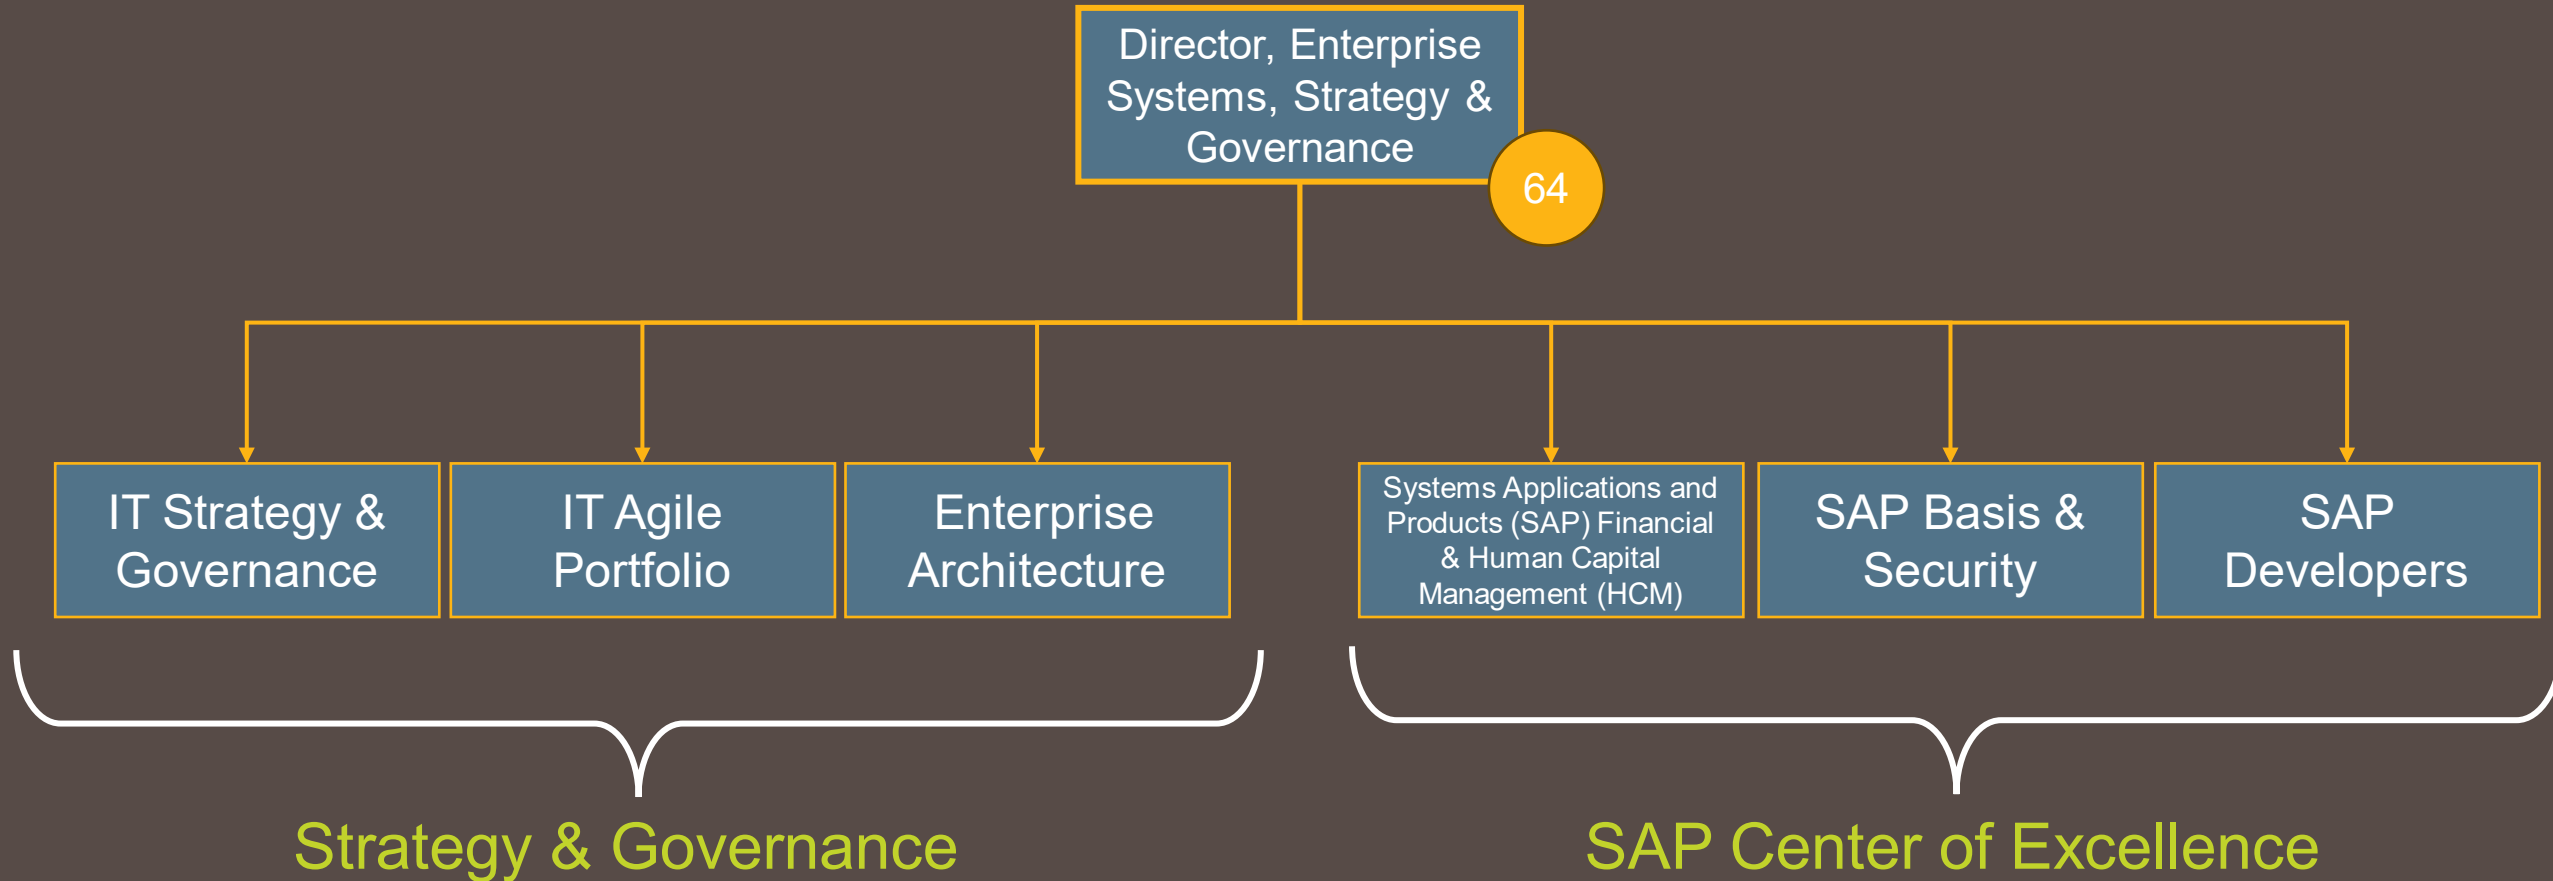 Director, Enterprise
Systems, Strategy &
Governance
64
IT Strategy &
Governance
IT Agile
Portfolio
Enterprise
Architecture
Systems Applications and
Products (SAP) Financial
& Human Capital
Management (HCM)
SAP Basis &
Security
SAP
Developers
Strategy & Governance
SAP Center of Excellence